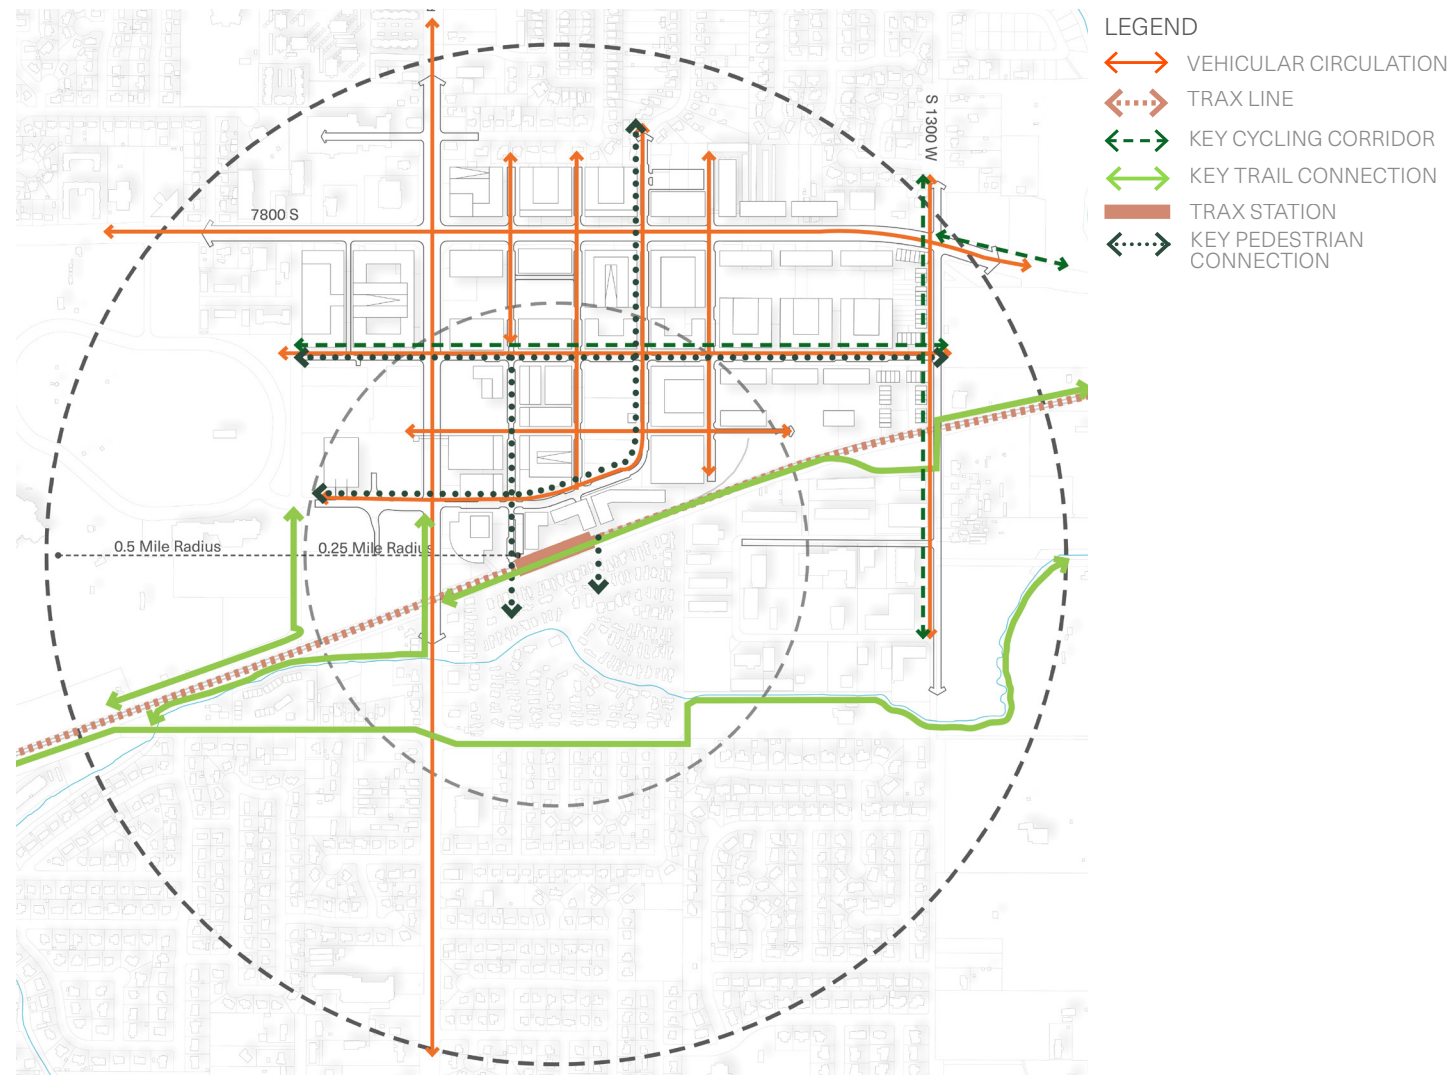 LEGEND
VEHICULAR CIRCULATION
TRAX LINE
KEY CYCLING CORRIDOR
KEY TRAIL CONNECTION
TRAX STATION
KEY PEDESTRIAN
CONNECTION
S 1300 W
7800 S
0.5 Mile Radius
0.25 Mile Radius